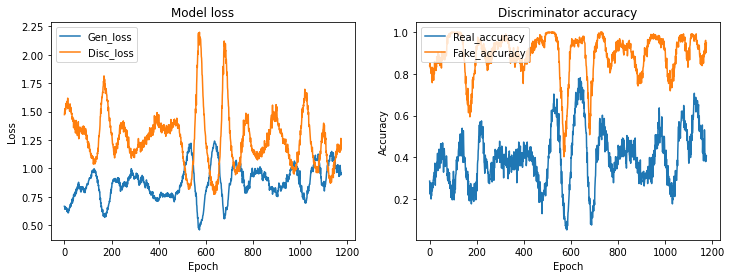 Model loss
Gen_loss
Disc_loss
2.25
2.00
1.75
1.50
1.25
1.00
0.75
0.50
Loss
0
200
400
600
800
1000
1200
Epoch
Discriminator accuracy
Real_accuracy
Fake_accuracy
1.0
0.8
0.6
0.4
0.2
Accuracy
0
200
400
600
800
1000
1200
Epoch